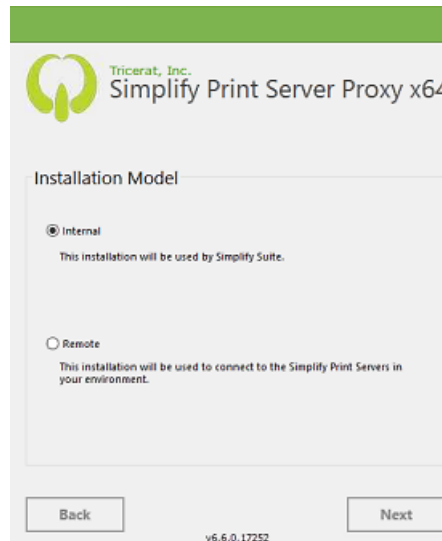 Tricerat, Inc.
Simplify Print Server Proxy x64
Installation Model
Internal
This installation will be used by Simplify Suite.
Remote
This installation will be used to connect to the Simplify Print Servers in
your environment.
Back
Next
v6.6.0.17252